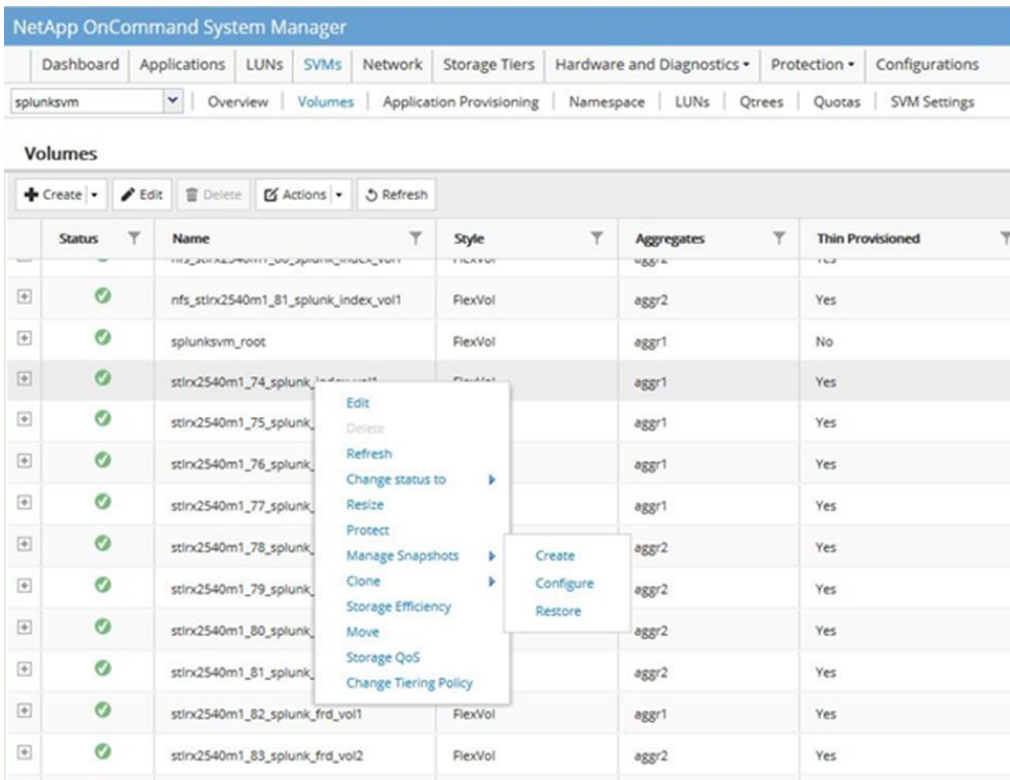 NetApp OnCommand System Manager
Dashboard Applications LUNs SVMs Network Storage Tiers Hardware and Diagnostics Protection Configurations
splunksvm Overview Volumes Application Provisioning Namespace LUNs Qtrees Quotas SVM Settings
Volumes
Create Edit Delete Actions Refresh
Status Name Style Aggregates Thin Provisioned
nfs_stlrx2540m1_81_splunk_index_vol1 FlexVol aggr2 Yes
splunksvm_root FlexVol aggr1 No
stlrx2540m1_74_splunk_index_vol1 FlexVol aggr1 Yes
stlrx2540m1_75_splunk_ aggr1 Yes
stlrx2540m1_76_splunk_ aggr1 Yes
stlrx2540m1_77_splunk_ aggr1 Yes
stlrx2540m1_78_splunk_ aggr2 Yes
stlrx2540m1_79_splunk_ aggr2 Yes
stlrx2540m1_80_splunk_ aggr2 Yes
stlrx2540m1_81_splunk_ aggr2 Yes
stlrx2540m1_82_splunk_frd_vol1 FlexVol aggr1 Yes
stlrx2540m1_83_splunk_frd_vol2 FlexVol aggr2 Yes
Edit
Delete
Refresh
Change status to
Resize
Protect
Manage Snapshots
Clone
Storage Efficiency
Move
Storage QoS
Change Tiering Policy
Create
Configure
Restore